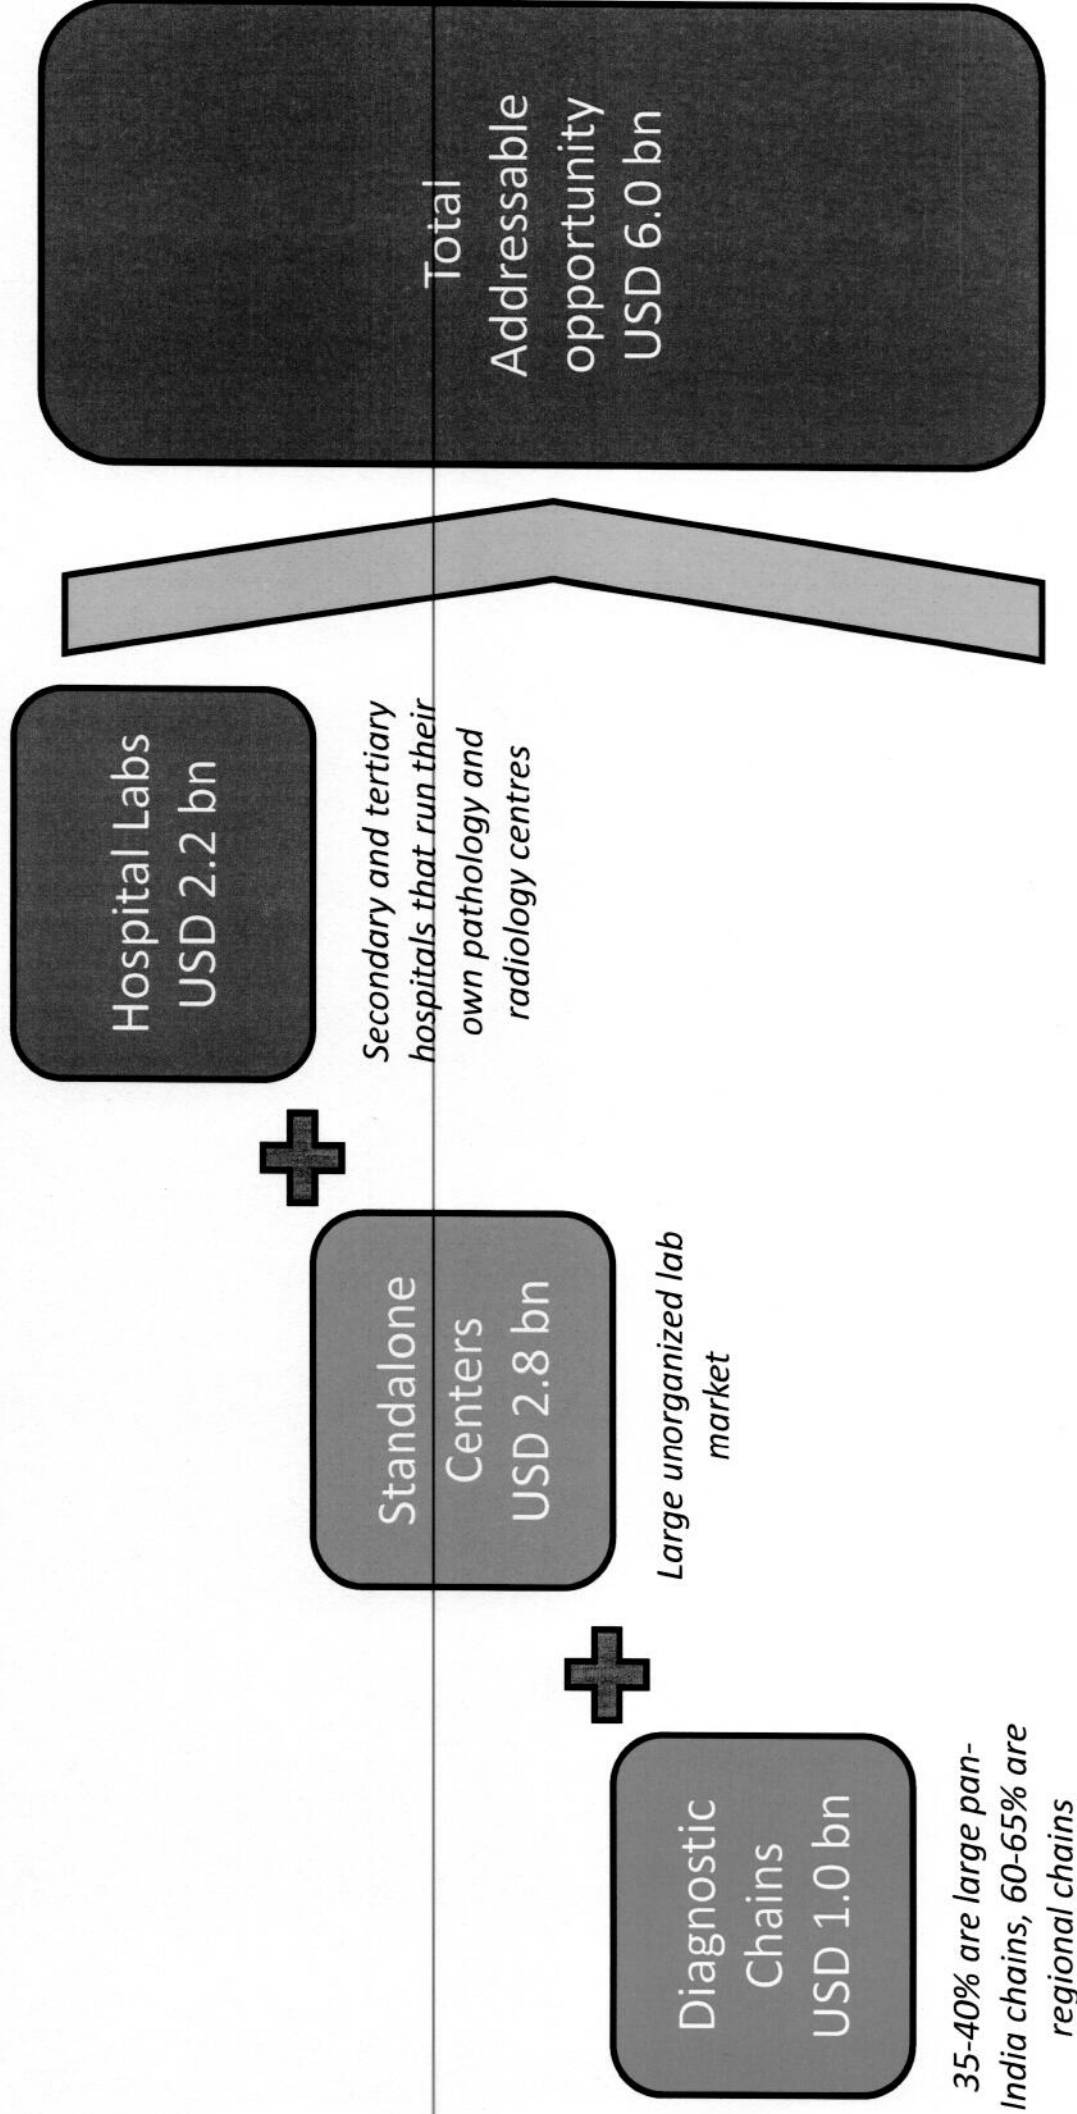 Diagnostic
Chains
USD 1.0 bn
35-40% are large pan-
India chains, 60-65% are
regional chains
Standalone
Centers
USD 2.8 bn
Large unorganized lab
market
Hospital Labs
USD 2.2 bn
Secondary and tertiary
hospitals that run their
own pathology and
radiology centres
Total
Addressable
opportunity
USD 6.0 bn